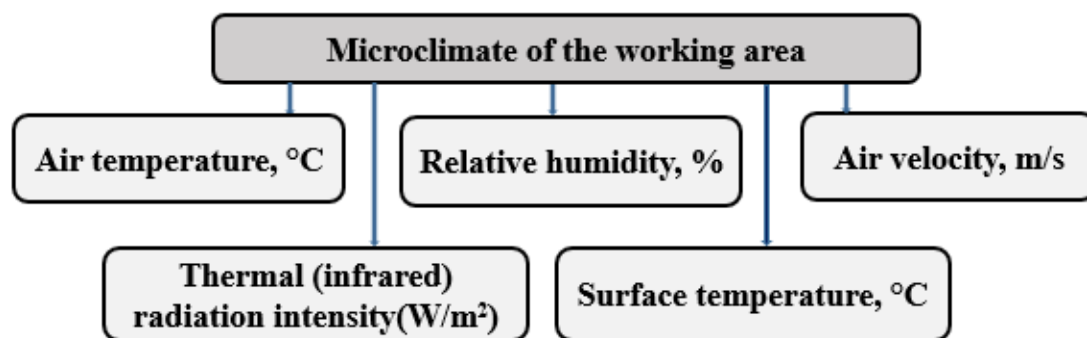 Microclimate of the working area
Air temperature, °C
Relative humidity, %
Air velocity, m/s
Thermal (infrared)
radiation intensity(W/m²)
Surface temperature, °C